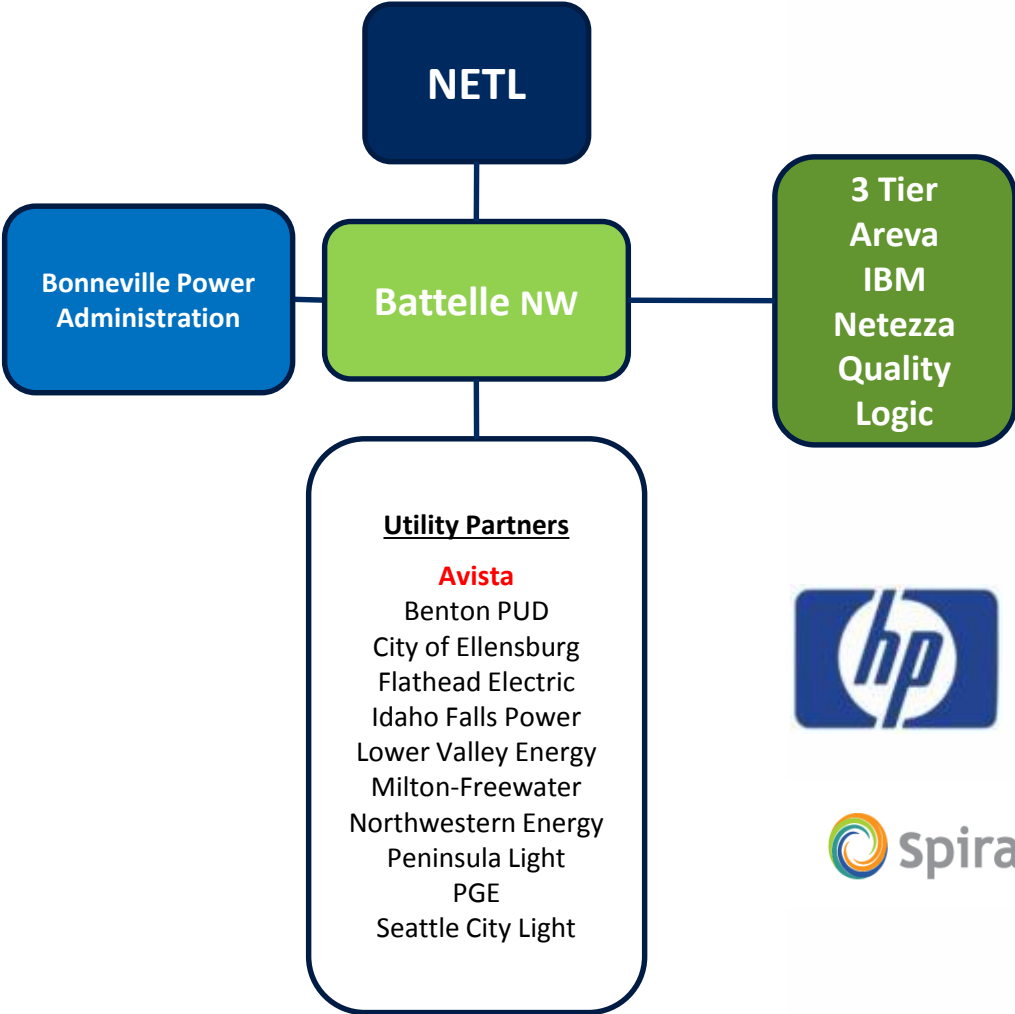 NETL
Bonneville Power
Administration
Battelle NW
3 Tier
Areva
IBM
Netezza
Quality
Logic
Utility Partners
Avista
Benton PUD
City of Ellensburg
Flathead Electric
Idaho Falls Power
Lower Valley Energy
Milton-Freewater
Northwestern Energy
Peninsula Light
PGE
Seattle City Light
hp
Spira